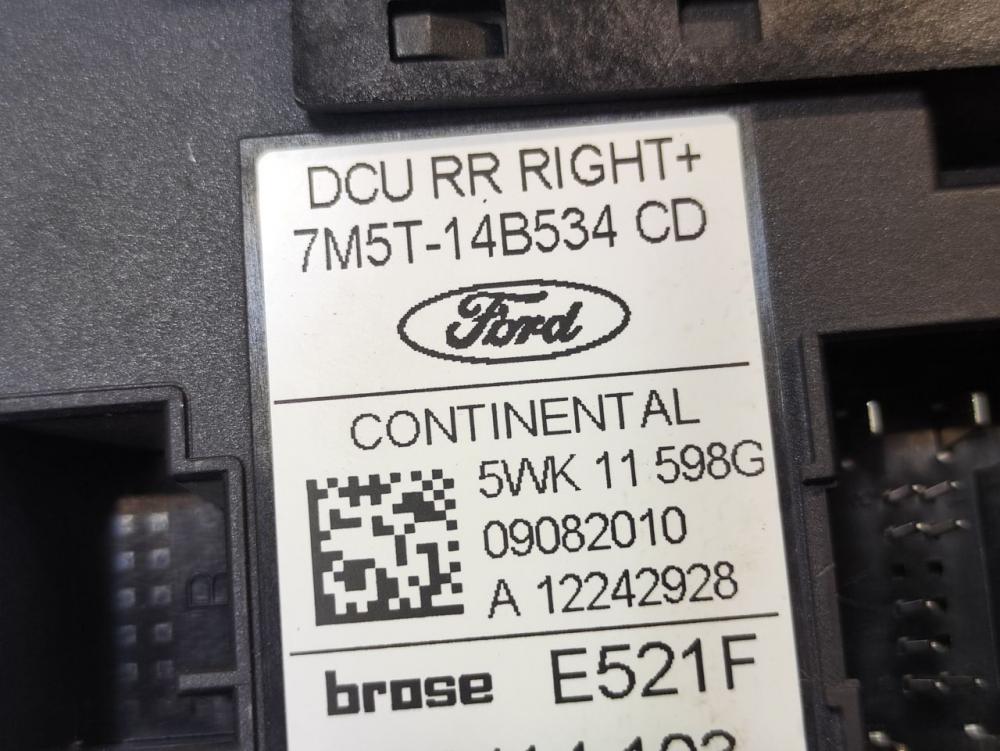 DCU RR RIGHT+
7M5T-14B534 CD
Ford
CONTINENTAL
5WK 11 598G
09082010
A 12242928
brose E521F
B